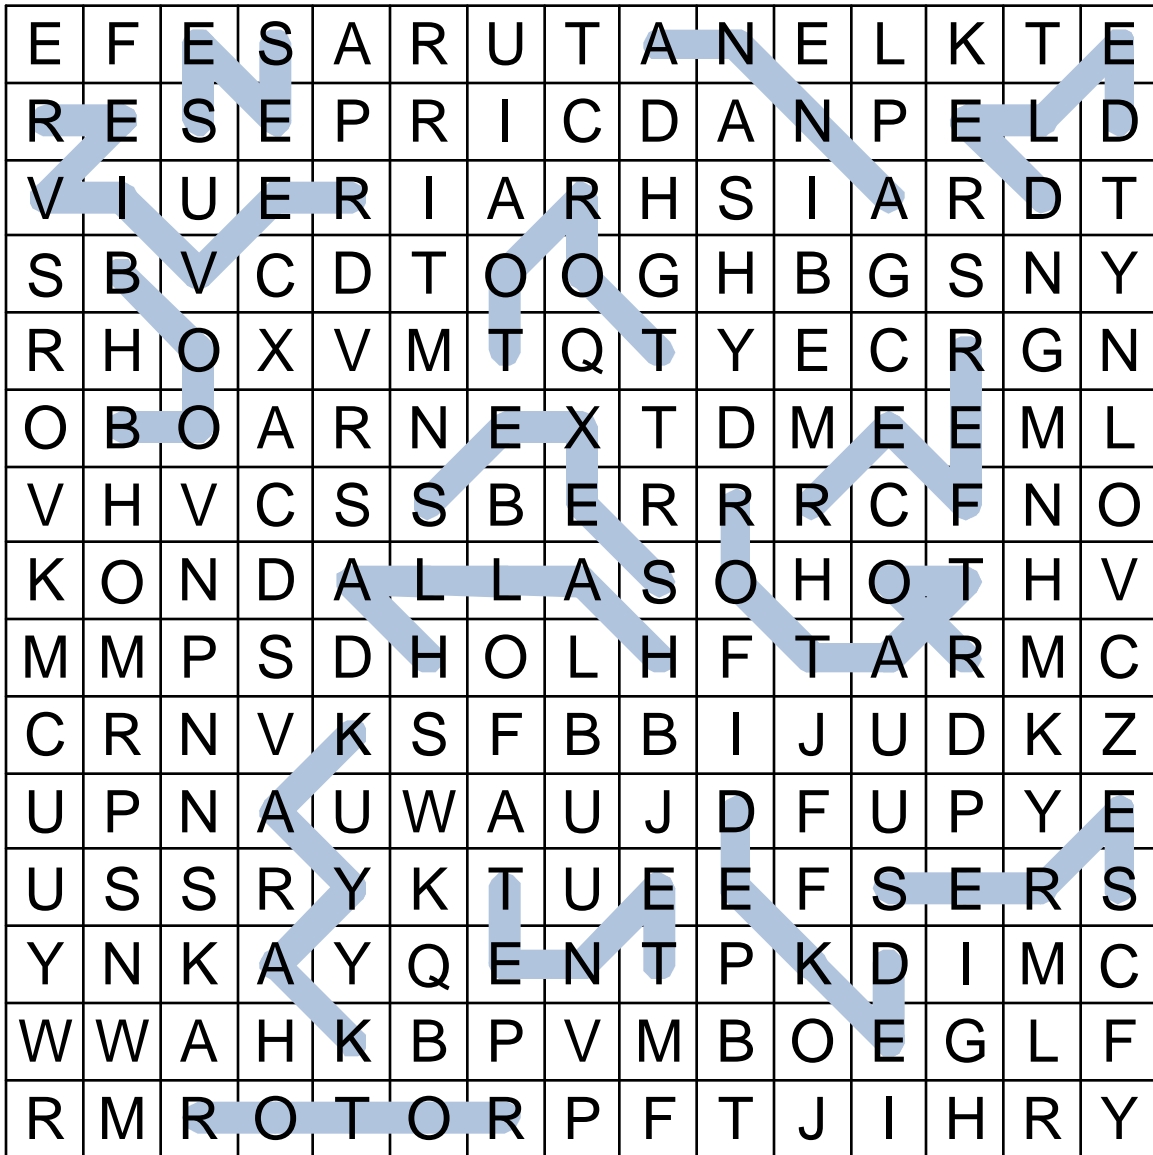 E F E S A R U T A N E L K T E
R E S E P R I C D A N P E L D
V I U E R I A R H S I A R D T
S B V C D T O O G H B G S N Y
R H O X V M T Q T Y E C R G N
O B O A R N E X T D M E E M L
V H V C S S B E R R R C F N O
K O N D A L L A S O H O T H V
M M P S D H O L H F T A R M C
C R N V K S F B B I J U D K Z
U P N A U W A U J D F U P Y E
U S S R Y K T U E E F S E R S
Y N K A Y Q E N T P K D I M C
W W A H K B P V M B O E G L F
R M R O T O R P F T J I H R Y